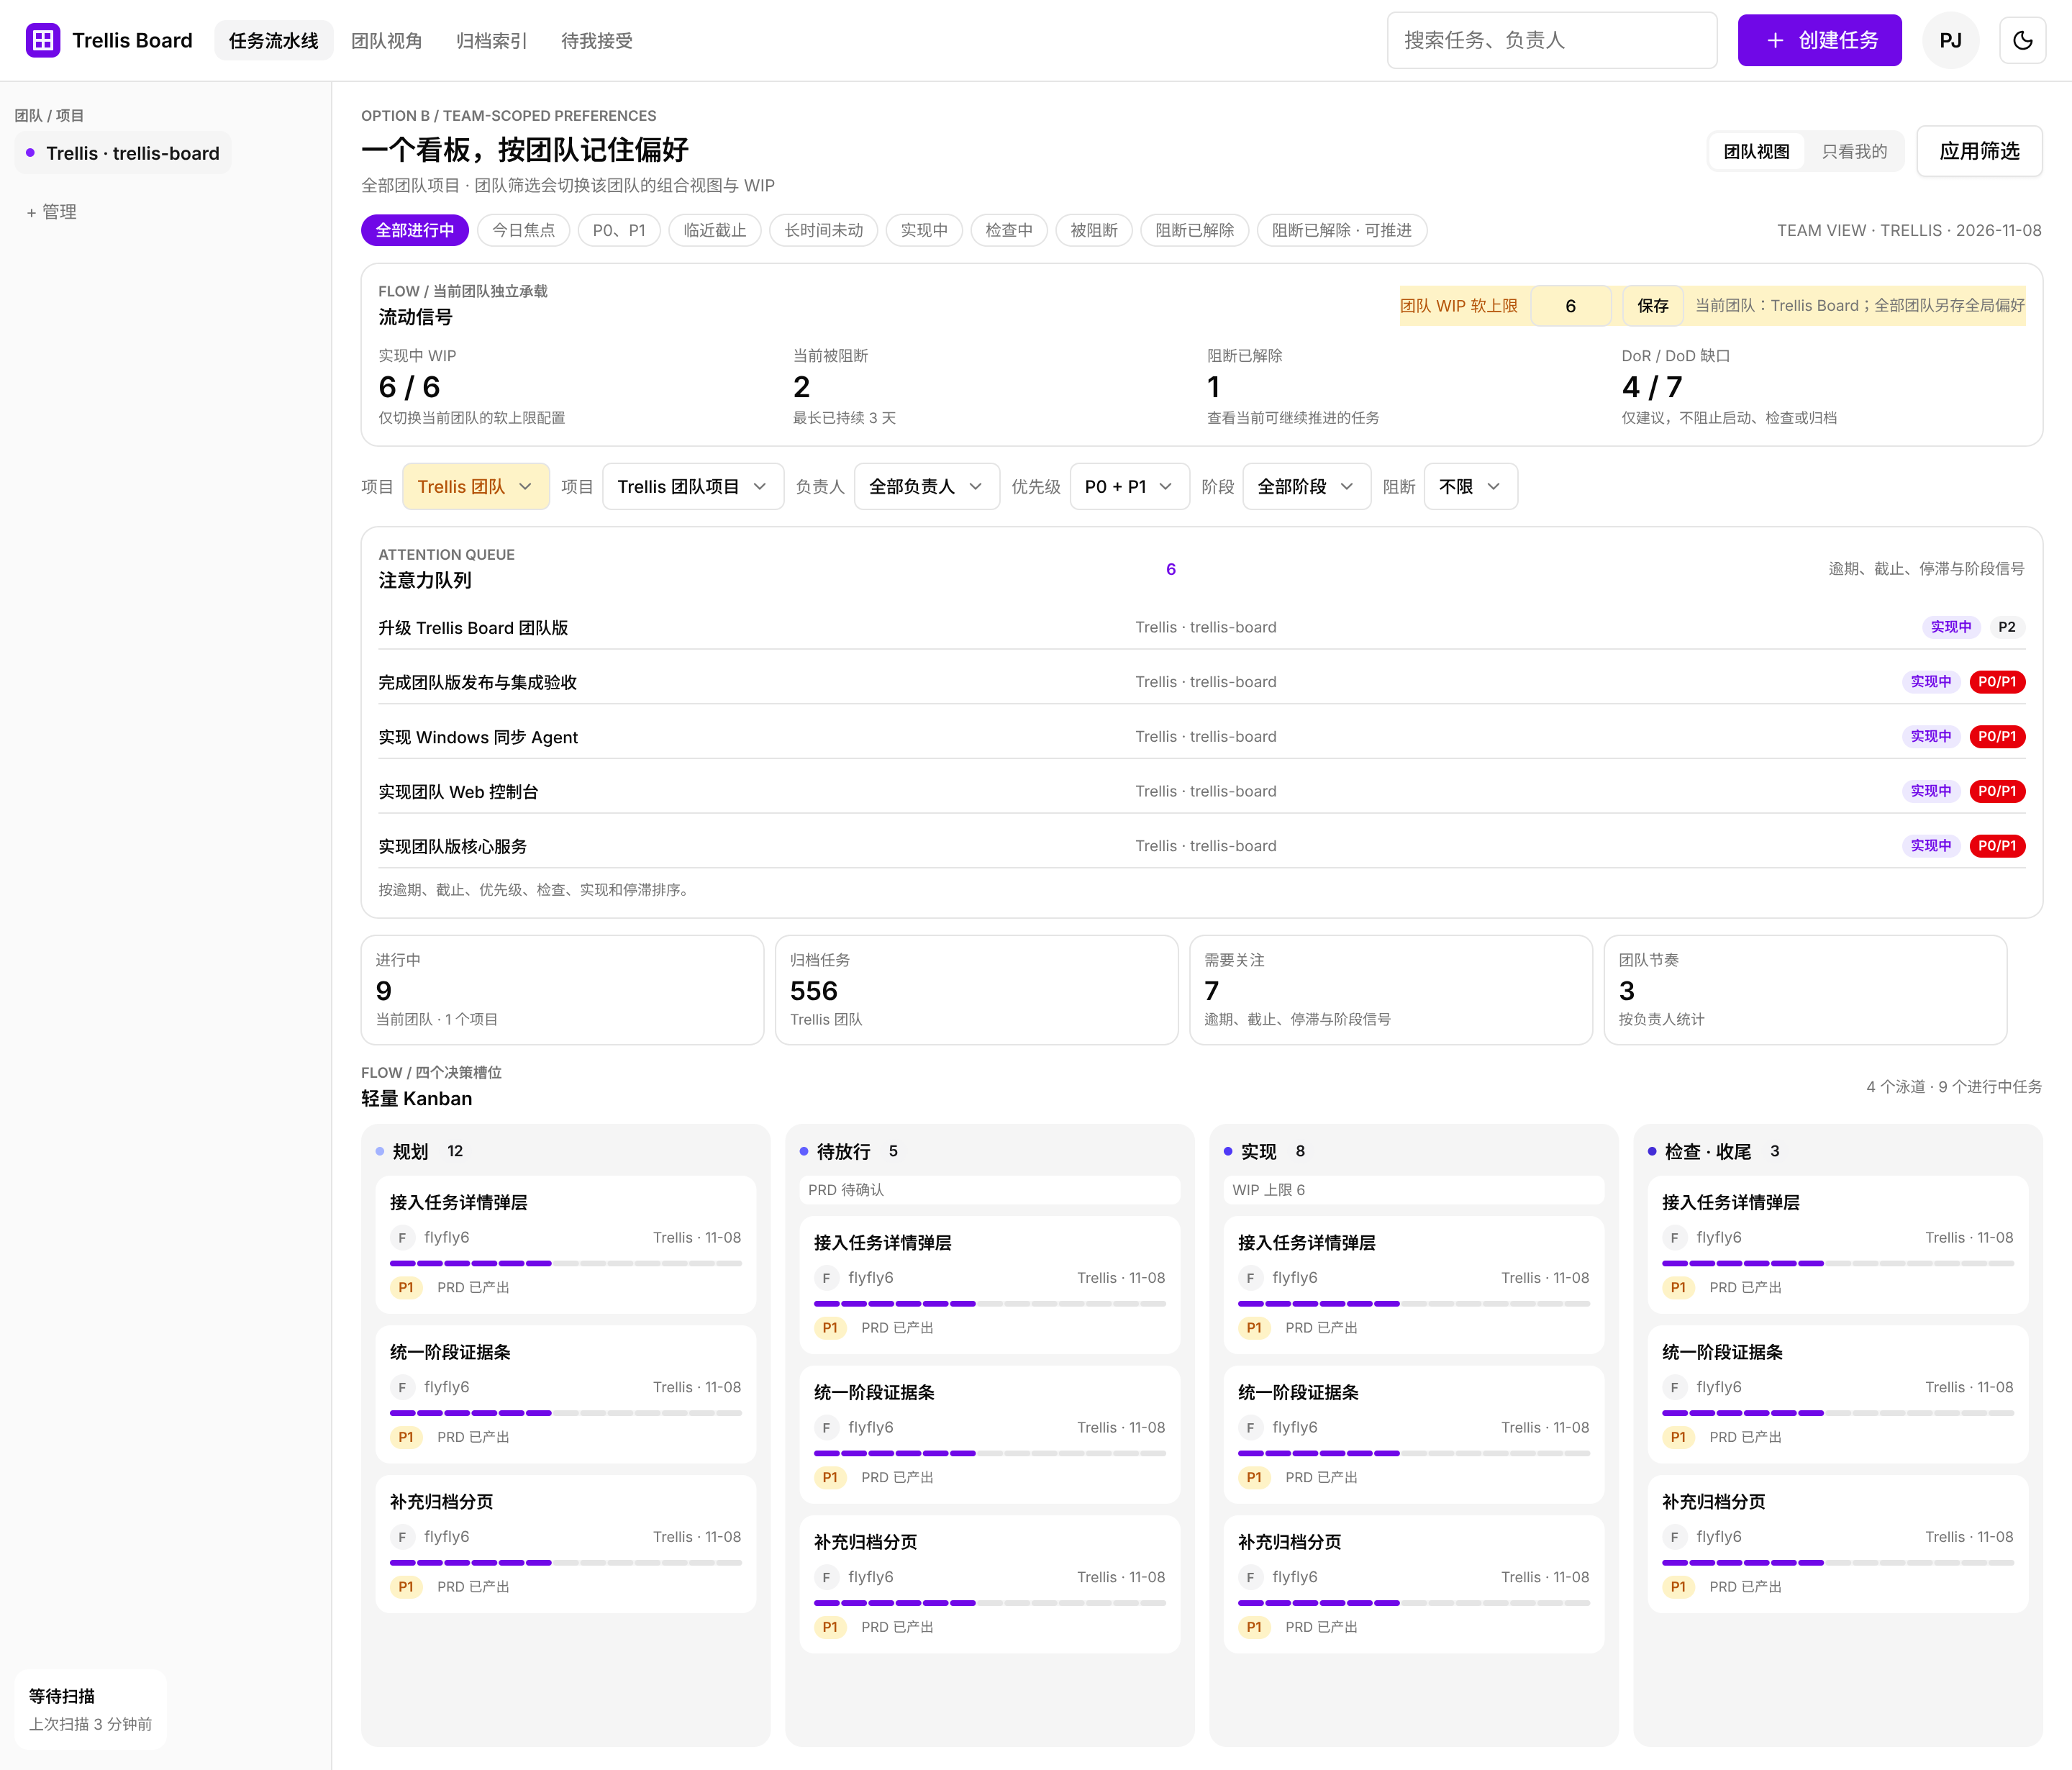 Trellis Board 任务流水线 团队视角 归档索引 待我接受 搜索任务、负责人 + 创建任务 PJ
团队 / 项目
Trellis · trellis-board
+ 管理
等待扫描
上次扫描 3 分钟前
OPTION B / TEAM-SCOPED PREFERENCES
一个看板，按团队记住偏好
全部团队项目 · 团队筛选会切换该团队的组合视图与 WIP
团队视图 只看我的 应用筛选
全部进行中 今日焦点 P0、P1 临近截止 长时间未动 实现中 检查中 被阻断 阻断已解除 阻断已解除 · 可推进 TEAM VIEW · TRELLIS · 2026-11-08
FLOW / 当前团队独立承载
流动信号
团队 WIP 软上限 6 保存 当前团队：Trellis Board；全部团队另存全局偏好
实现中 WIP
6 / 6
仅切换当前团队的软上限配置
当前被阻断
2
最长已持续 3 天
阻断已解除
1
查看当前可继续推进的任务
DoR / DoD 缺口
4 / 7
仅建议，不阻止启动、检查或归档
项目 Trellis 团队 项目 Trellis 团队项目 负责人 全部负责人 优先级 P0 + P1 阶段 全部阶段 阻断 不限
ATTENTION QUEUE
注意力队列
6
逾期、截止、停滞与阶段信号
升级 Trellis Board 团队版 Trellis · trellis-board 实现中 P2
完成团队版发布与集成验收 Trellis · trellis-board 实现中 P0/P1
实现 Windows 同步 Agent Trellis · trellis-board 实现中 P0/P1
实现团队 Web 控制台 Trellis · trellis-board 实现中 P0/P1
实现团队版核心服务 Trellis · trellis-board 实现中 P0/P1
按逾期、截止、优先级、检查、实现和停滞排序。
进行中
9
当前团队 · 1 个项目
归档任务
556
Trellis 团队
需要关注
7
逾期、截止、停滞与阶段信号
团队节奏
3
按负责人统计
FLOW / 四个决策槽位
轻量 Kanban
4 个泳道 · 9 个进行中任务
规划 12
接入任务详情弹层
F flyfly6 Trellis · 11-08
P1 PRD 已产出
统一阶段证据条
F flyfly6 Trellis · 11-08
P1 PRD 已产出
补充归档分页
F flyfly6 Trellis · 11-08
P1 PRD 已产出
待放行 5
PRD 待确认
接入任务详情弹层
F flyfly6 Trellis · 11-08
P1 PRD 已产出
统一阶段证据条
F flyfly6 Trellis · 11-08
P1 PRD 已产出
补充归档分页
F flyfly6 Trellis · 11-08
P1 PRD 已产出
实现 8
WIP 上限 6
接入任务详情弹层
F flyfly6 Trellis · 11-08
P1 PRD 已产出
统一阶段证据条
F flyfly6 Trellis · 11-08
P1 PRD 已产出
补充归档分页
F flyfly6 Trellis · 11-08
P1 PRD 已产出
检查 · 收尾 3
接入任务详情弹层
F flyfly6 Trellis · 11-08
P1 PRD 已产出
统一阶段证据条
F flyfly6 Trellis · 11-08
P1 PRD 已产出
补充归档分页
F flyfly6 Trellis · 11-08
P1 PRD 已产出